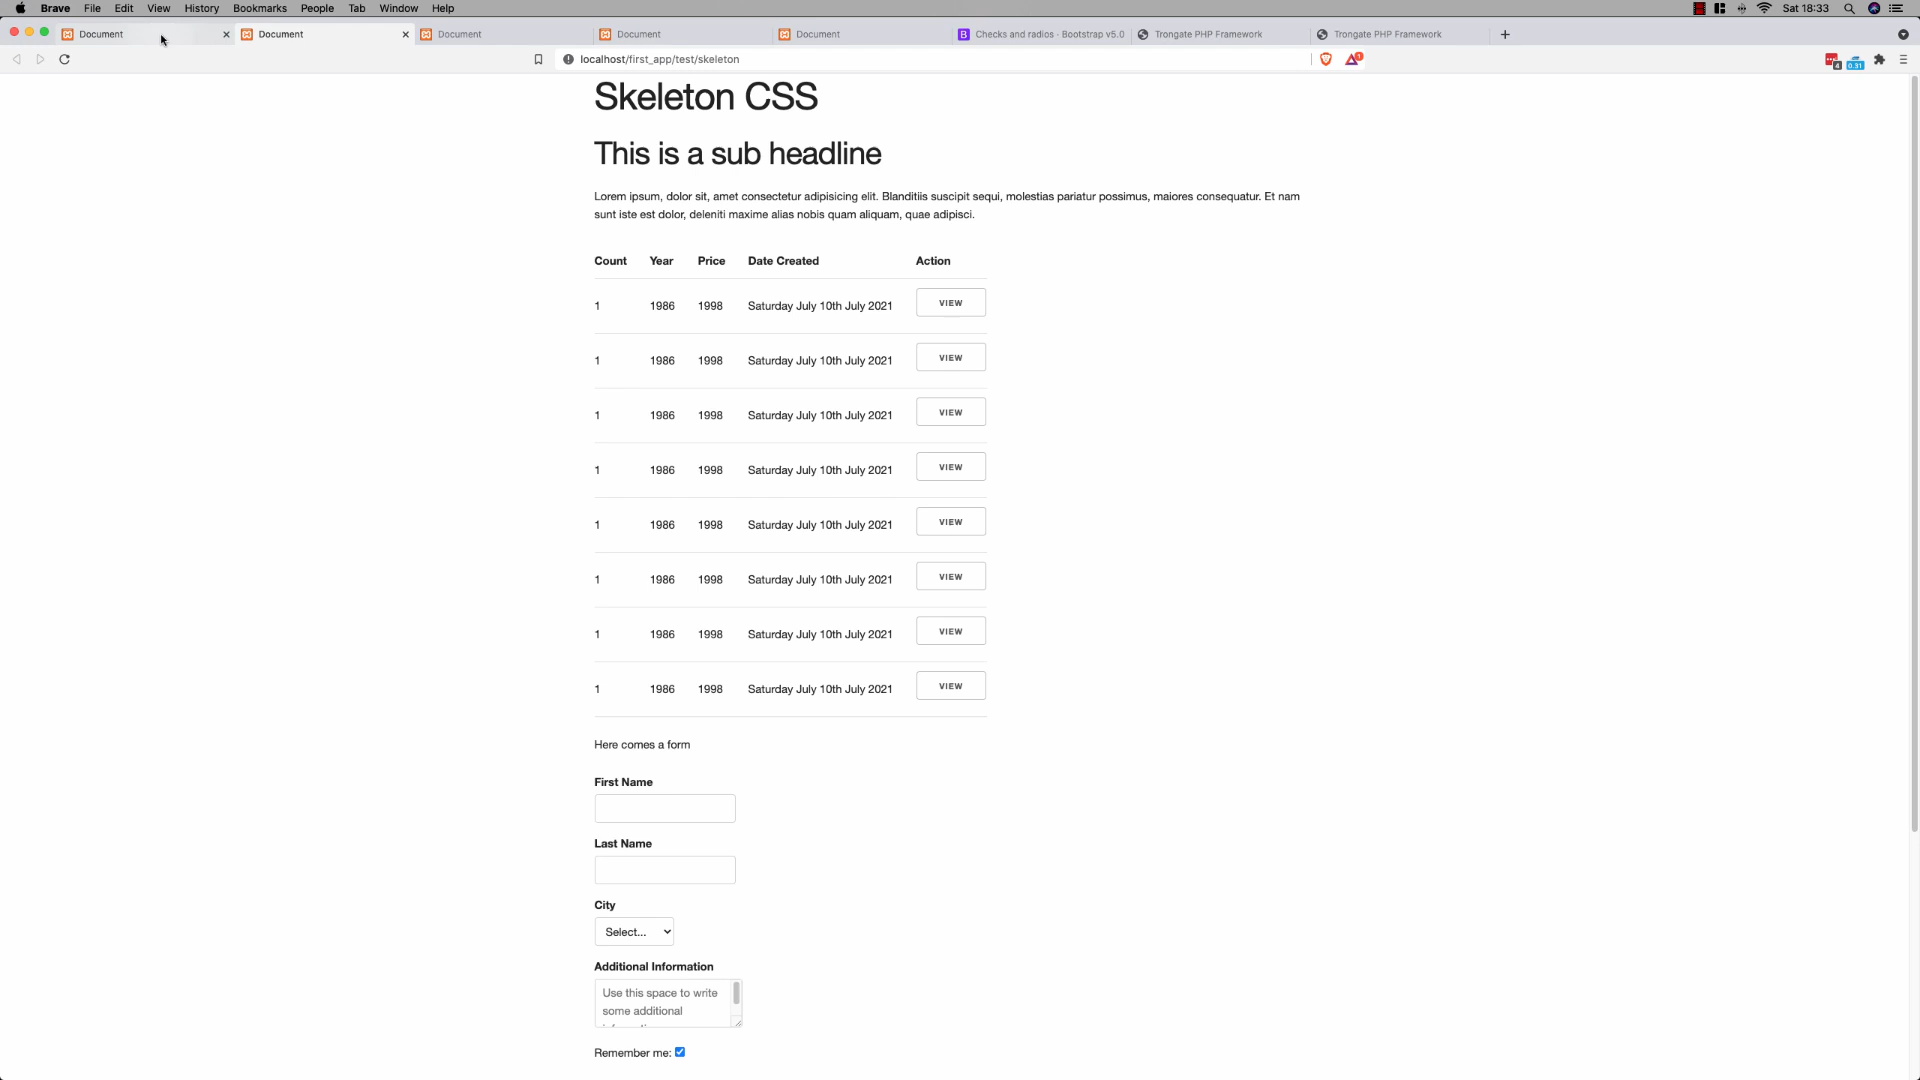 Brave File Edit View History Bookmarks People Tab Window Help Sat 18:33
Document Document Document Document Document Checks and radios · Bootstrap v5.0 Trongate PHP Framework Trongate PHP Framework
localhost/first_app/test/skeleton
Skeleton CSS
This is a sub headline
Lorem ipsum, dolor sit, amet consectetur adipisicing elit. Blanditiis suscipit sequi, molestias pariatur possimus, maiores consequatur. Et nam
sunt iste est dolor, deleniti maxime alias nobis quam aliquam, quae adipisci.
Count Year Price Date Created Action
1 1986 1998 Saturday July 10th July 2021 VIEW
1 1986 1998 Saturday July 10th July 2021 VIEW
1 1986 1998 Saturday July 10th July 2021 VIEW
1 1986 1998 Saturday July 10th July 2021 VIEW
1 1986 1998 Saturday July 10th July 2021 VIEW
1 1986 1998 Saturday July 10th July 2021 VIEW
1 1986 1998 Saturday July 10th July 2021 VIEW
1 1986 1998 Saturday July 10th July 2021 VIEW
Here comes a form
First Name
Last Name
City
Select...
Additional Information
Use this space to write
some additional
Remember me: